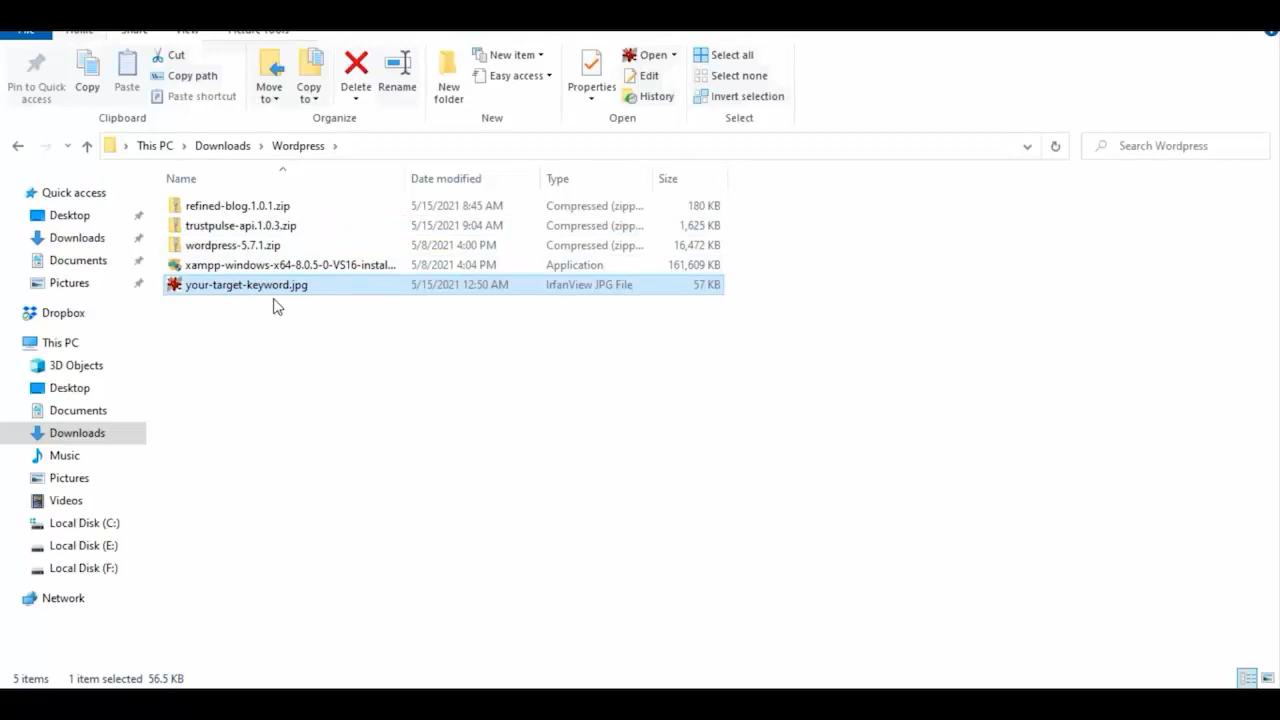 File Home Share View Picture Tools
Cut
Copy path
Paste shortcut
Pin to Quick access
Copy
Paste
Clipboard
Move to
Copy to
Delete
Rename
Organize
New folder
New item
Easy access
New
Properties
Open
Edit
History
Open
Select all
Select none
Invert selection
Select
This PC > Downloads > Wordpress >
Search Wordpress
Name Date modified Type Size
refined-blog.1.0.1.zip 5/15/2021 8:45 AM Compressed (zipp... 180 KB
trustpulse-api.1.0.3.zip 5/15/2021 9:04 AM Compressed (zipp... 1,625 KB
wordpress-5.7.1.zip 5/8/2021 4:00 PM Compressed (zipp... 16,472 KB
xampp-windows-x64-8.0.5-0-VS16-instal... 5/8/2021 4:04 PM Application 161,609 KB
your-target-keyword.jpg 5/15/2021 12:50 AM IrfanView JPG File 57 KB
Quick access
Desktop
Downloads
Documents
Pictures
Dropbox
This PC
3D Objects
Desktop
Documents
Downloads
Music
Pictures
Videos
Local Disk (C:)
Local Disk (E:)
Local Disk (F:)
Network
5 items 1 item selected 56.5 KB